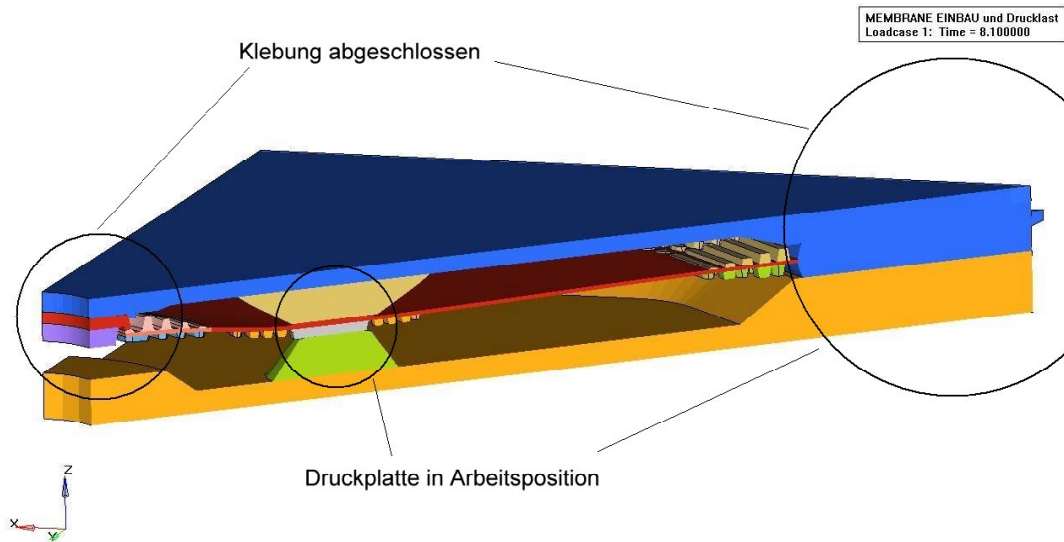 MEMBRANE EINBAU und Drucklast
Loadcase 1: Time = 8.100000
Klebung abgeschlossen
Druckplatte in Arbeitsposition
Z
X
Y